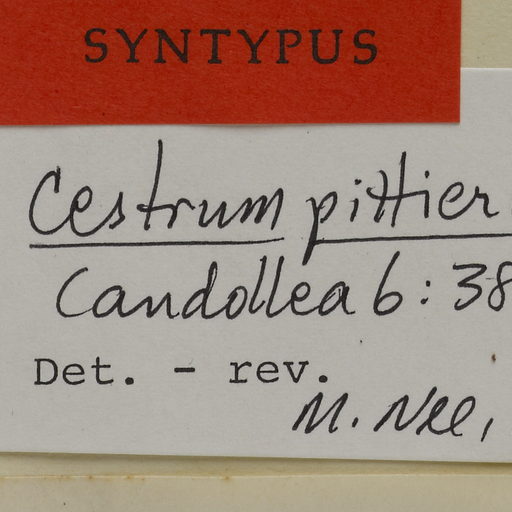 SYNTYPUS
Cestrum pittier
Candollea 6: 38
Det. - rev.
M. Nee,